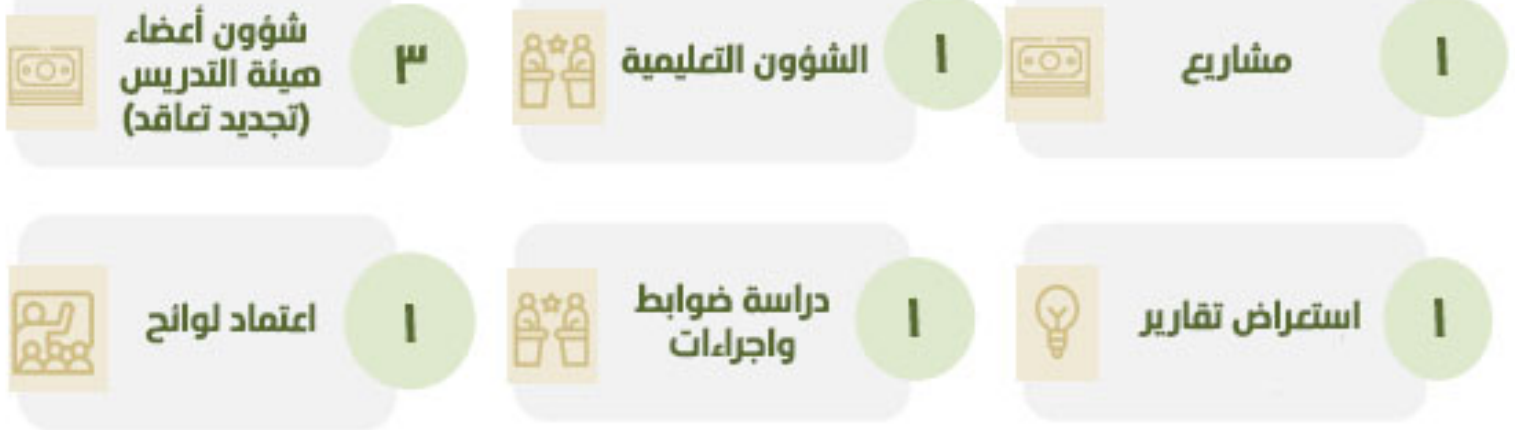 ١
مشاريع
١
الشؤون التعليمية
٣
شؤون أعضاء
هيئة التدريس
(تجديد تعاقد)
١
استعراض تقارير
١
دراسة ضوابط
واجراءات
١
اعتماد لوائح